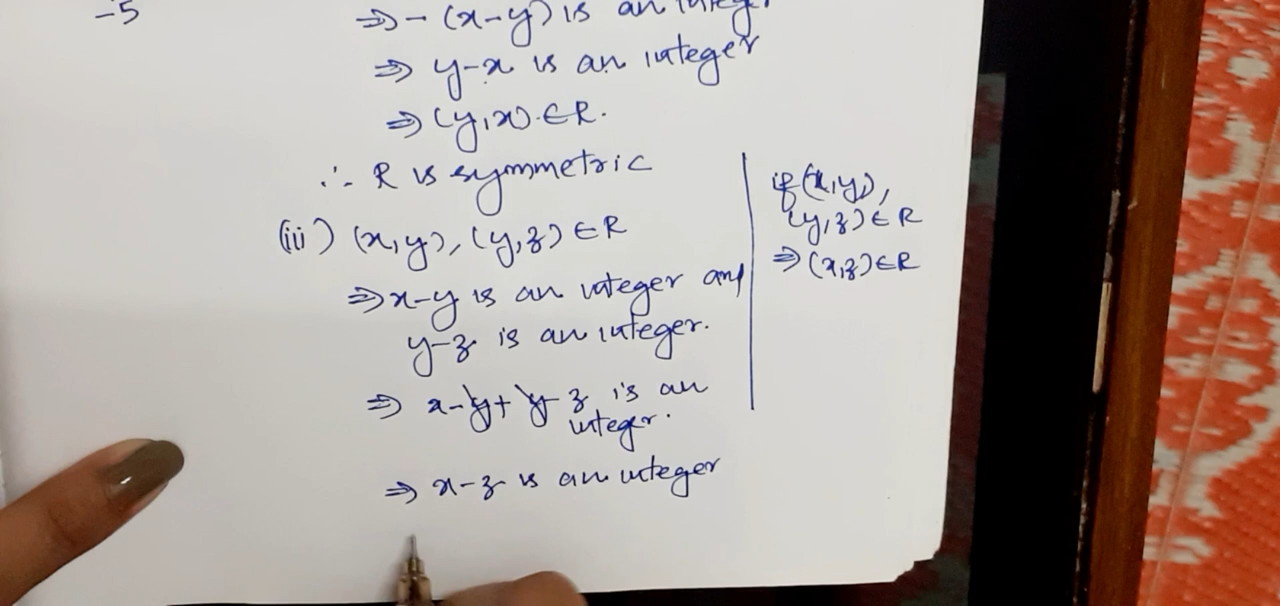 -5
⇒ -(x-y) is an integer
⇒ y-x is an integer
⇒ (y,x) ∈ R.
∴ R is symmetric
(iii) (x,y), (y,z) ∈ R
⇒ x-y is an integer and
y-z is an integer.
⇒ x-y+y-z is an
integer.
⇒ x-z is an integer
if (x,y),
(y,z) ∈ R
⇒ (x,z) ∈ R